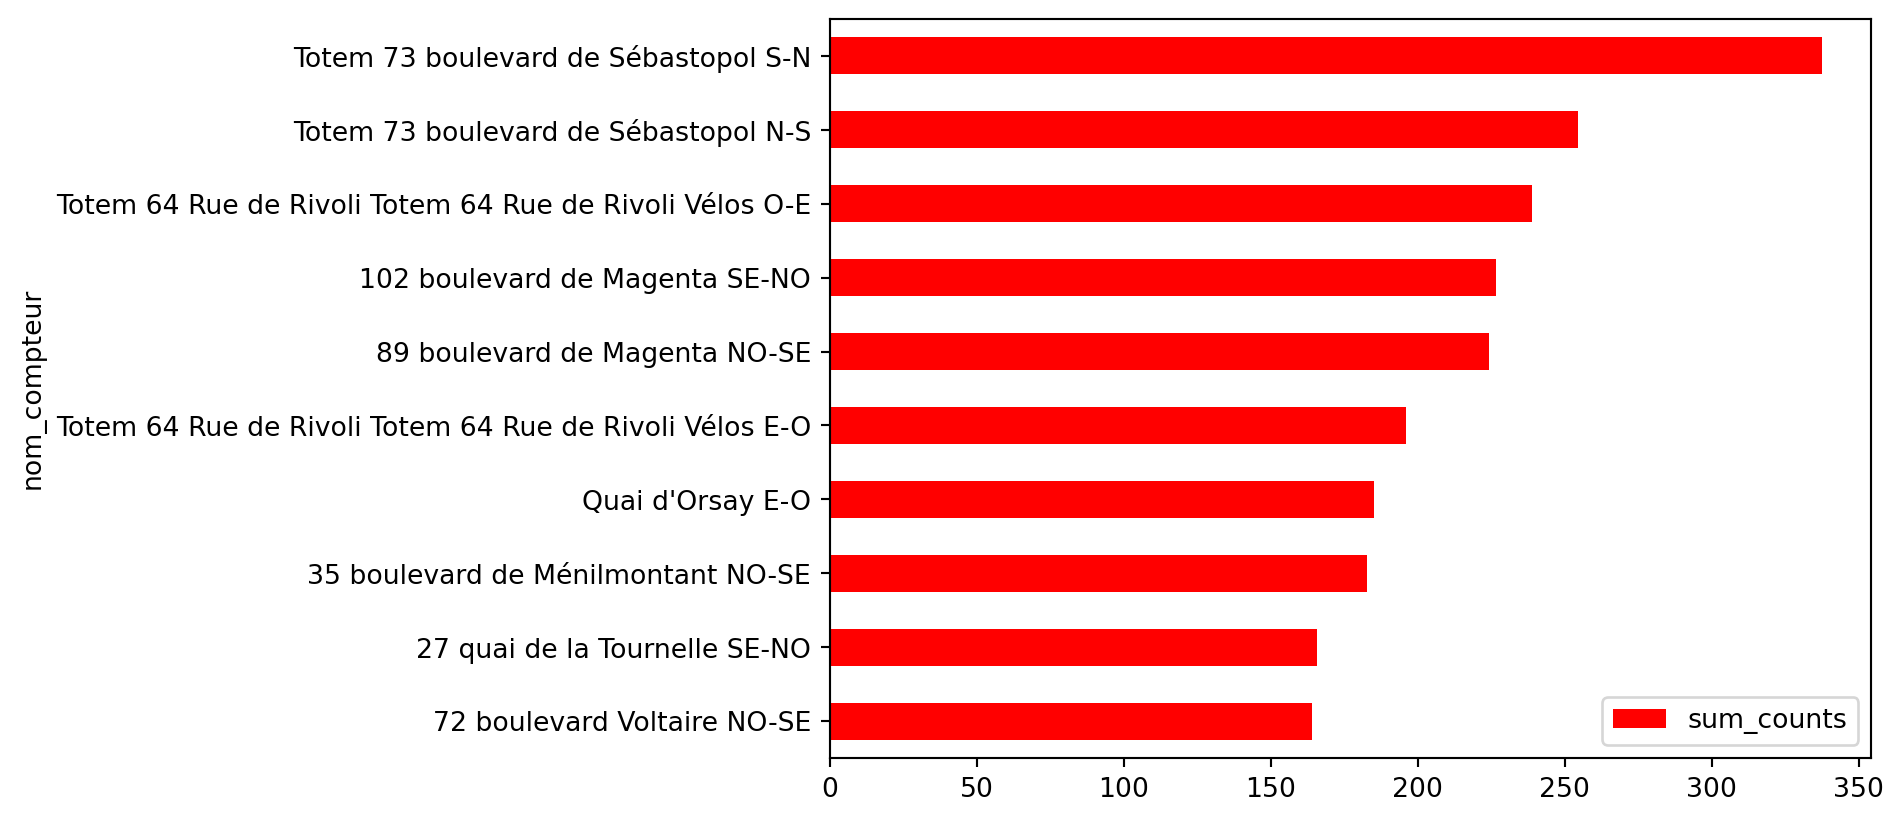 Totem 73 boulevard de Sébastopol S-N
Totem 73 boulevard de Sébastopol N-S
Totem 64 Rue de Rivoli Totem 64 Rue de Rivoli Vélos O-E
102 boulevard de Magenta SE-NO
89 boulevard de Magenta NO-SE
Totem 64 Rue de Rivoli Totem 64 Rue de Rivoli Vélos E-O
Quai d'Orsay E-O
35 boulevard de Ménilmontant NO-SE
27 quai de la Tournelle SE-NO
72 boulevard Voltaire NO-SE
nom_compteur
sum_counts
0 50 100 150 200 250 300 350